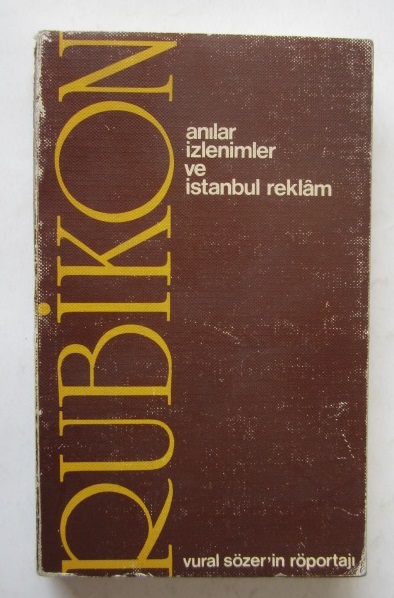 RUBİKON
anılar
izlenimler
ve
istanbul reklâm
vural sözer'in röportajı